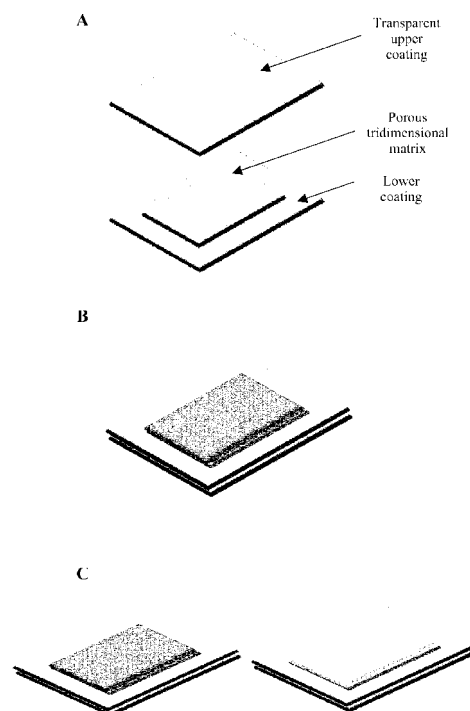 A
Transparent
upper
coating
Porous
tridimensional
matrix
Lower
coating
B
C